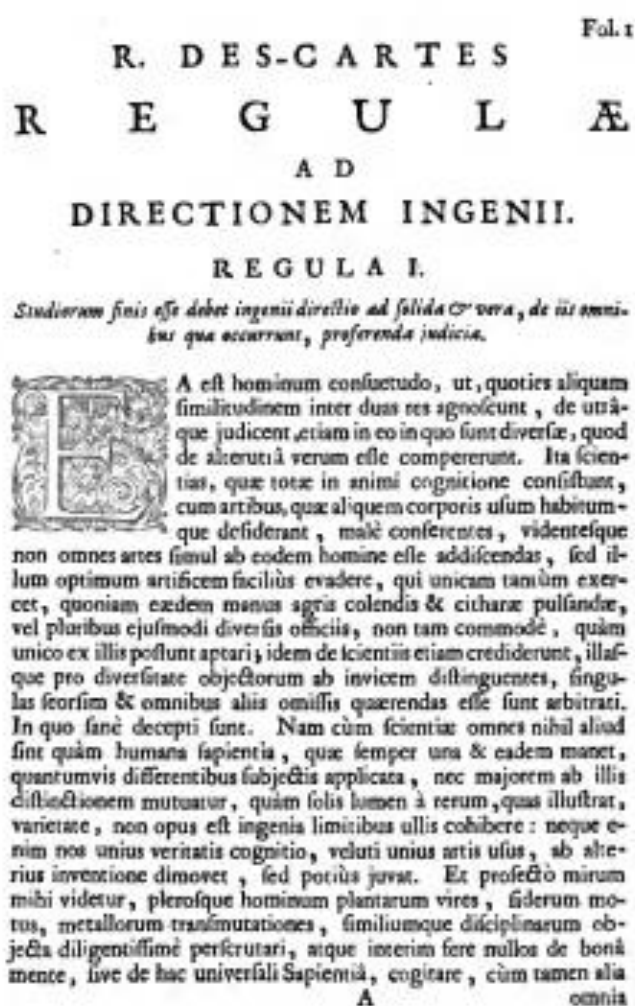 Fol. 1
R. DES-CARTES
REGULÆ
AD
DIRECTIONEM INGENII.
REGULA I.
Studiorum finis esse debet ingenii directio ad solida & vera, de iis omni-
bus quæ occurrunt, proferenda judicia.
EA eſt hominum conſuetudo, ut, quoties aliquam
ſimilitudinem inter duas res agnoſcunt, de utrâ-
que judicent, etiam in eo in quo ſunt diverſæ, quod
de alterutrâ verum eſſe compererunt. Ita ſcien-
tias, quæ totæ in animi cognitione conſiſtunt,
cum artibus, quæ aliquem corporis uſum habitum-
que deſiderant, malè conferentes, videntesque
non omnes artes ſimul ab eodem homine eſſe addiſcendas, ſed il-
lum optimum artificem faciliùs evadere, qui unicam tantùm exer-
cet, quoniam eædem manus agris colendis & citharæ pulſandæ,
vel pluribus ejuſmodi diverſis officiis, non tam commodè, quàm
unico ex illis poſſunt aptari; idem de ſcientiis etiam crediderunt, illaſ-
que pro diverſitate objectorum ab invicem diſtinguentes, ſingu-
las ſeorſim & omnibus aliis omiſſis quærendas eſſe ſunt arbitrati.
In quo ſanè decepti ſunt. Nam cùm ſcientiæ omnes nihil aliud
ſint quàm humana ſapientia, quæ ſemper una & eadem manet,
quantumvis differentibus ſubjectis applicata, nec majorem ab illis
diſtinctionem mutuatur, quàm ſolis lumen à rerum, quas illuſtrat,
varietate, non opus eſt ingenia limitibus ullis cohibere: neque e-
nim nos unius veritatis cognitio, veluti unius artis uſus, ab alte-
rius inventione dimovet, ſed potiùs juvat. Et profectò mirum
mihi videtur, plerosque hominum plantarum vires, ſiderum mo-
tus, metallorum tranſmutationes, ſimiliumque diſciplinarum ob-
jecta diligentiſſimè perſcrutari, atque interim fere nullos de bonâ
mente, ſive de hac univerſali Sapientiâ, cogitare, cùm tamen alia
A omnia